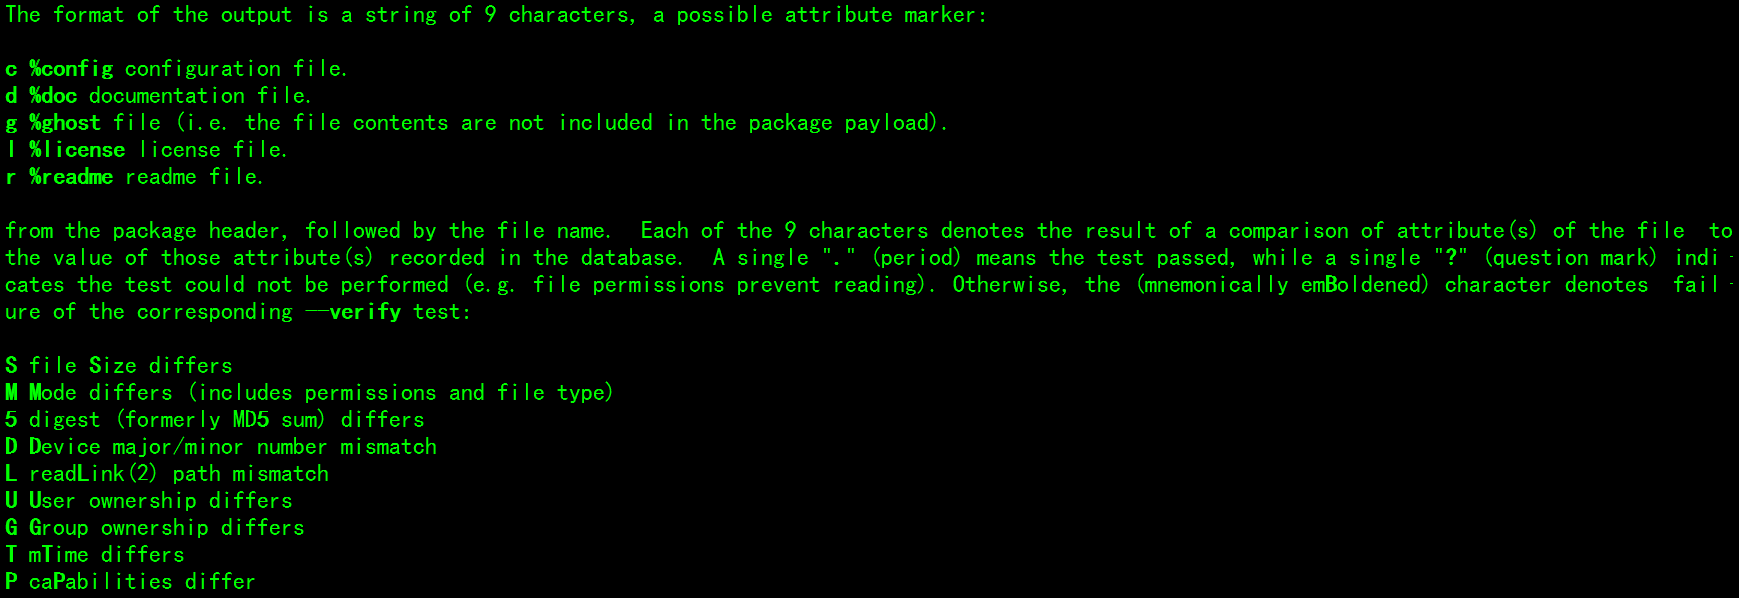 The format of the output is a string of 9 characters, a possible attribute marker:
c %config configuration file.
d %doc documentation file.
g %ghost file (i.e. the file contents are not included in the package payload).
l %license license file.
r %readme readme file.
from the package header, followed by the file name.  Each of the 9 characters denotes the result of a comparison of attribute(s) of the file  to
the value of those attribute(s) recorded in the database.  A single "." (period) means the test passed, while a single "?" (question mark) indi-
cates the test could not be performed (e.g. file permissions prevent reading). Otherwise, the (mnemonically emBoldened) character denotes  fail-
ure of the corresponding --verify test:
S file Size differs
M Mode differs (includes permissions and file type)
5 digest (formerly MD5 sum) differs
D Device major/minor number mismatch
L readLink(2) path mismatch
U User ownership differs
G Group ownership differs
T mTime differs
P caPabilities differ